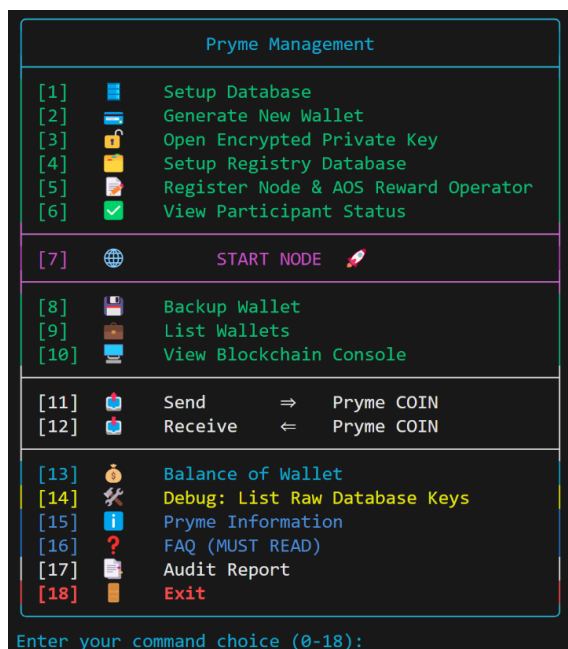 Pryme Management
[1] Setup Database
[2] Generate New Wallet
[3] Open Encrypted Private Key
[4] Setup Registry Database
[5] Register Node & AOS Reward Operator
[6] View Participant Status
[7] START NODE
[8] Backup Wallet
[9] List Wallets
[10] View Blockchain Console
[11] Send ⇒ Pryme COIN
[12] Receive ⇐ Pryme COIN
[13] Balance of Wallet
[14] Debug: List Raw Database Keys
[15] Pryme Information
[16] FAQ (MUST READ)
[17] Audit Report
[18] Exit
Enter your command choice (0-18):